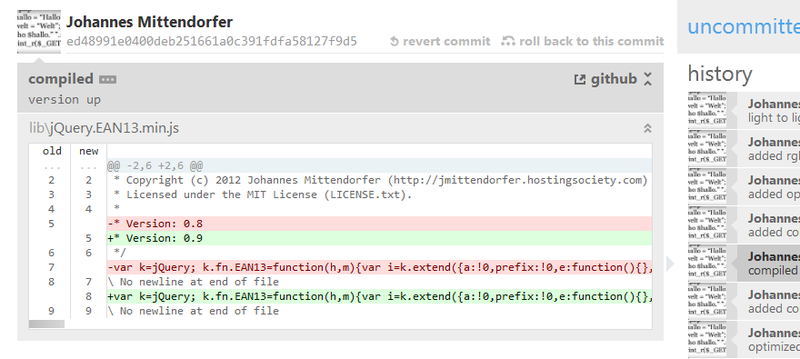 Johannes Mittendorfer
ed48991e0400deb251661a0c391fdfa58127f9d5
revert commit
roll back to this commit
compiled
github
version up
lib\jQuery.EAN13.min.js
old new
... ... @@ -2,6 +2,6 @@
2 2 * Copyright (c) 2012 Johannes Mittendorfer (http://jmittendorfer.hostingsociety.com)
3 3 * Licensed under the MIT License (LICENSE.txt).
4 4 *
5 -* Version: 0.8
5 +* Version: 0.9
6 6 */
7 -var k=jQuery; k.fn.EAN13=function(h,m){var i=k.extend({a:!0,prefix:!0,e:function(){},
8 7 \ No newline at end of file
8 +var k=jQuery; k.fn.EAN13=function(h,m){var i=k.extend({a:!0,prefix:!0,e:function(){},
9 9 \ No newline at end of file
uncommitte
history
Johannes
light to lig
Johannes
added rgl
Johannes
added op
Johannes
added co
Johannes
compiled
Johannes
added co
Johannes
optimized